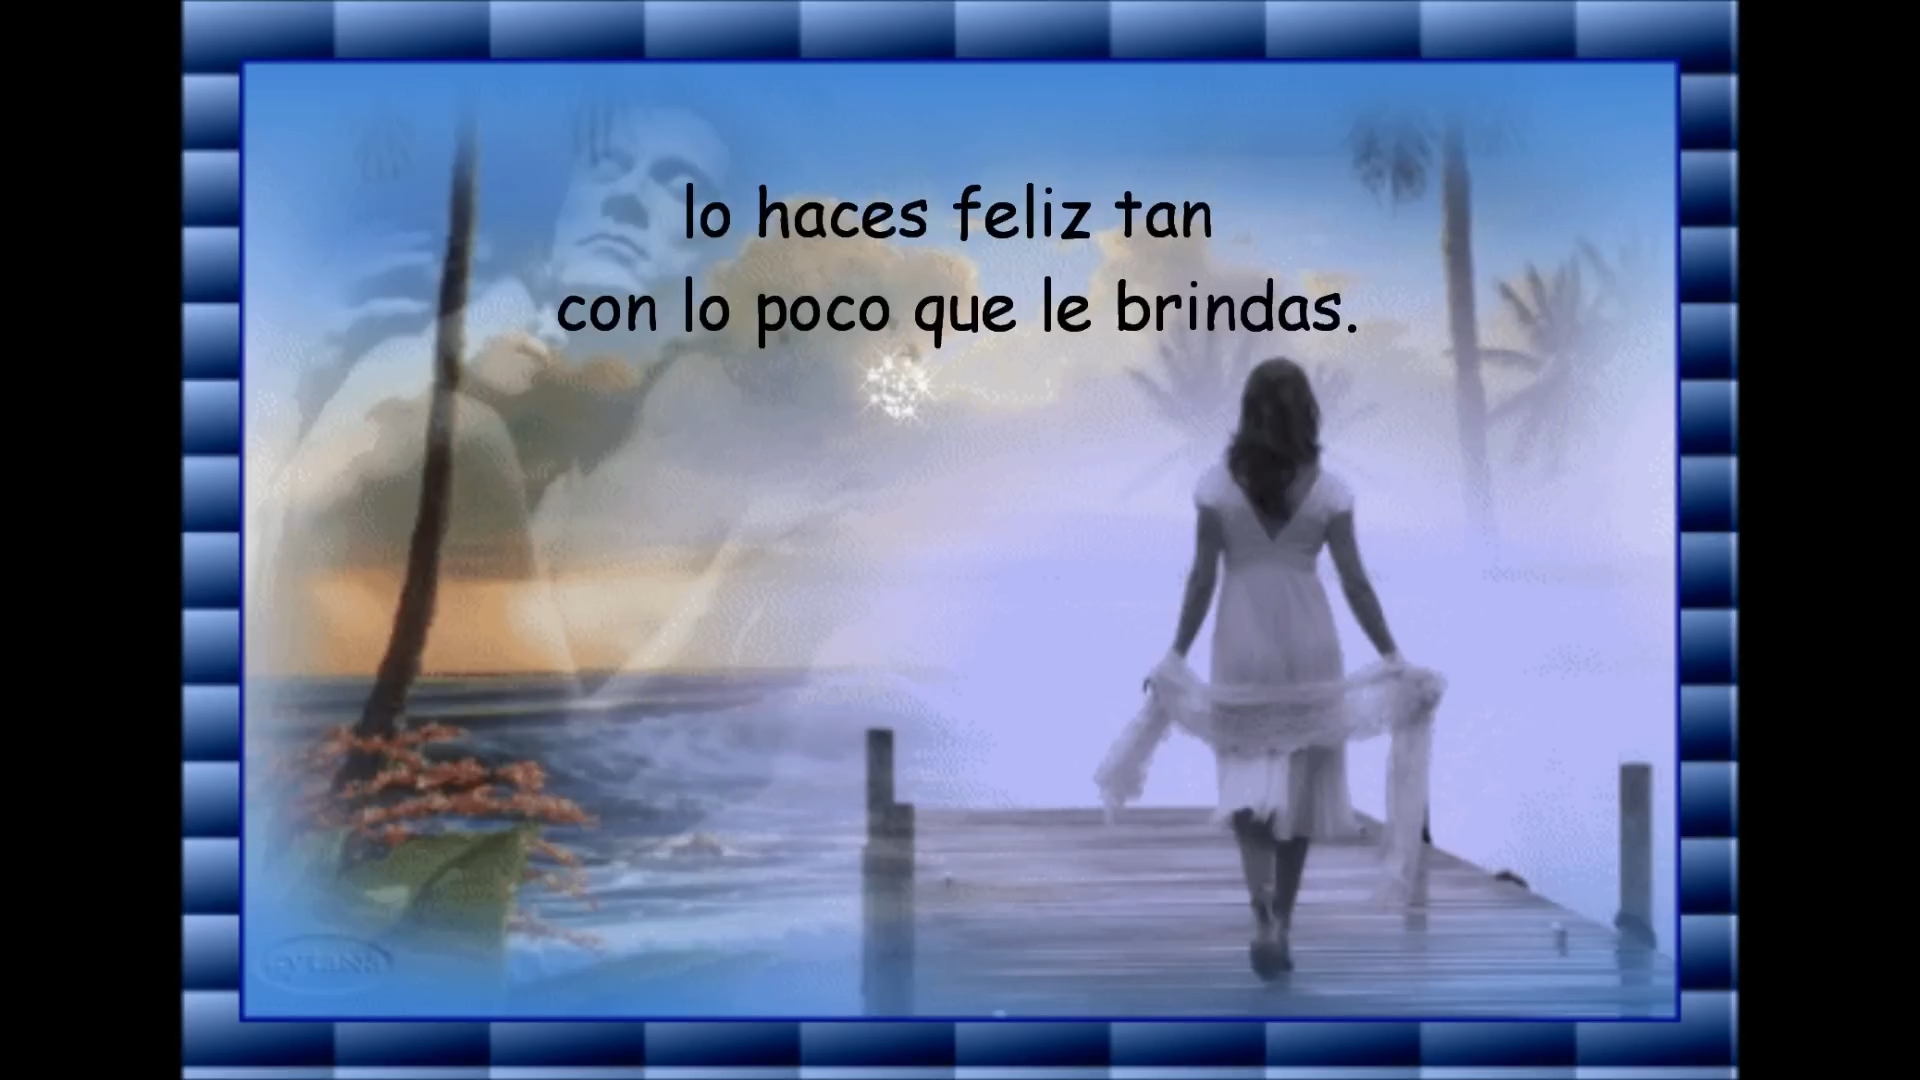 lo haces feliz tan
con lo poco que le brindas.